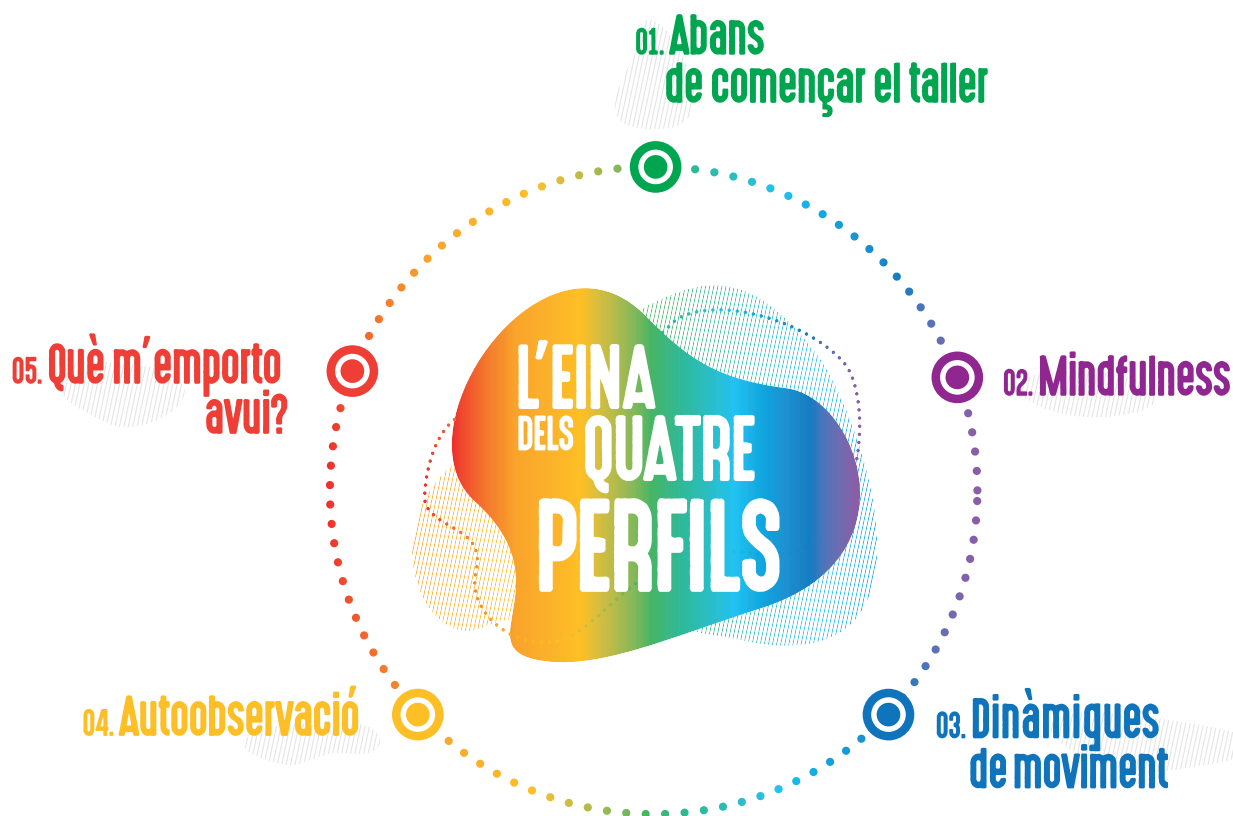 01. Abans
de començar el taller
02. Mindfulness
03. Dinàmiques
de moviment
04. Autoobservació
05. Què m´emporto
avui?
L´EINA
DELS QUATRE
PERFILS